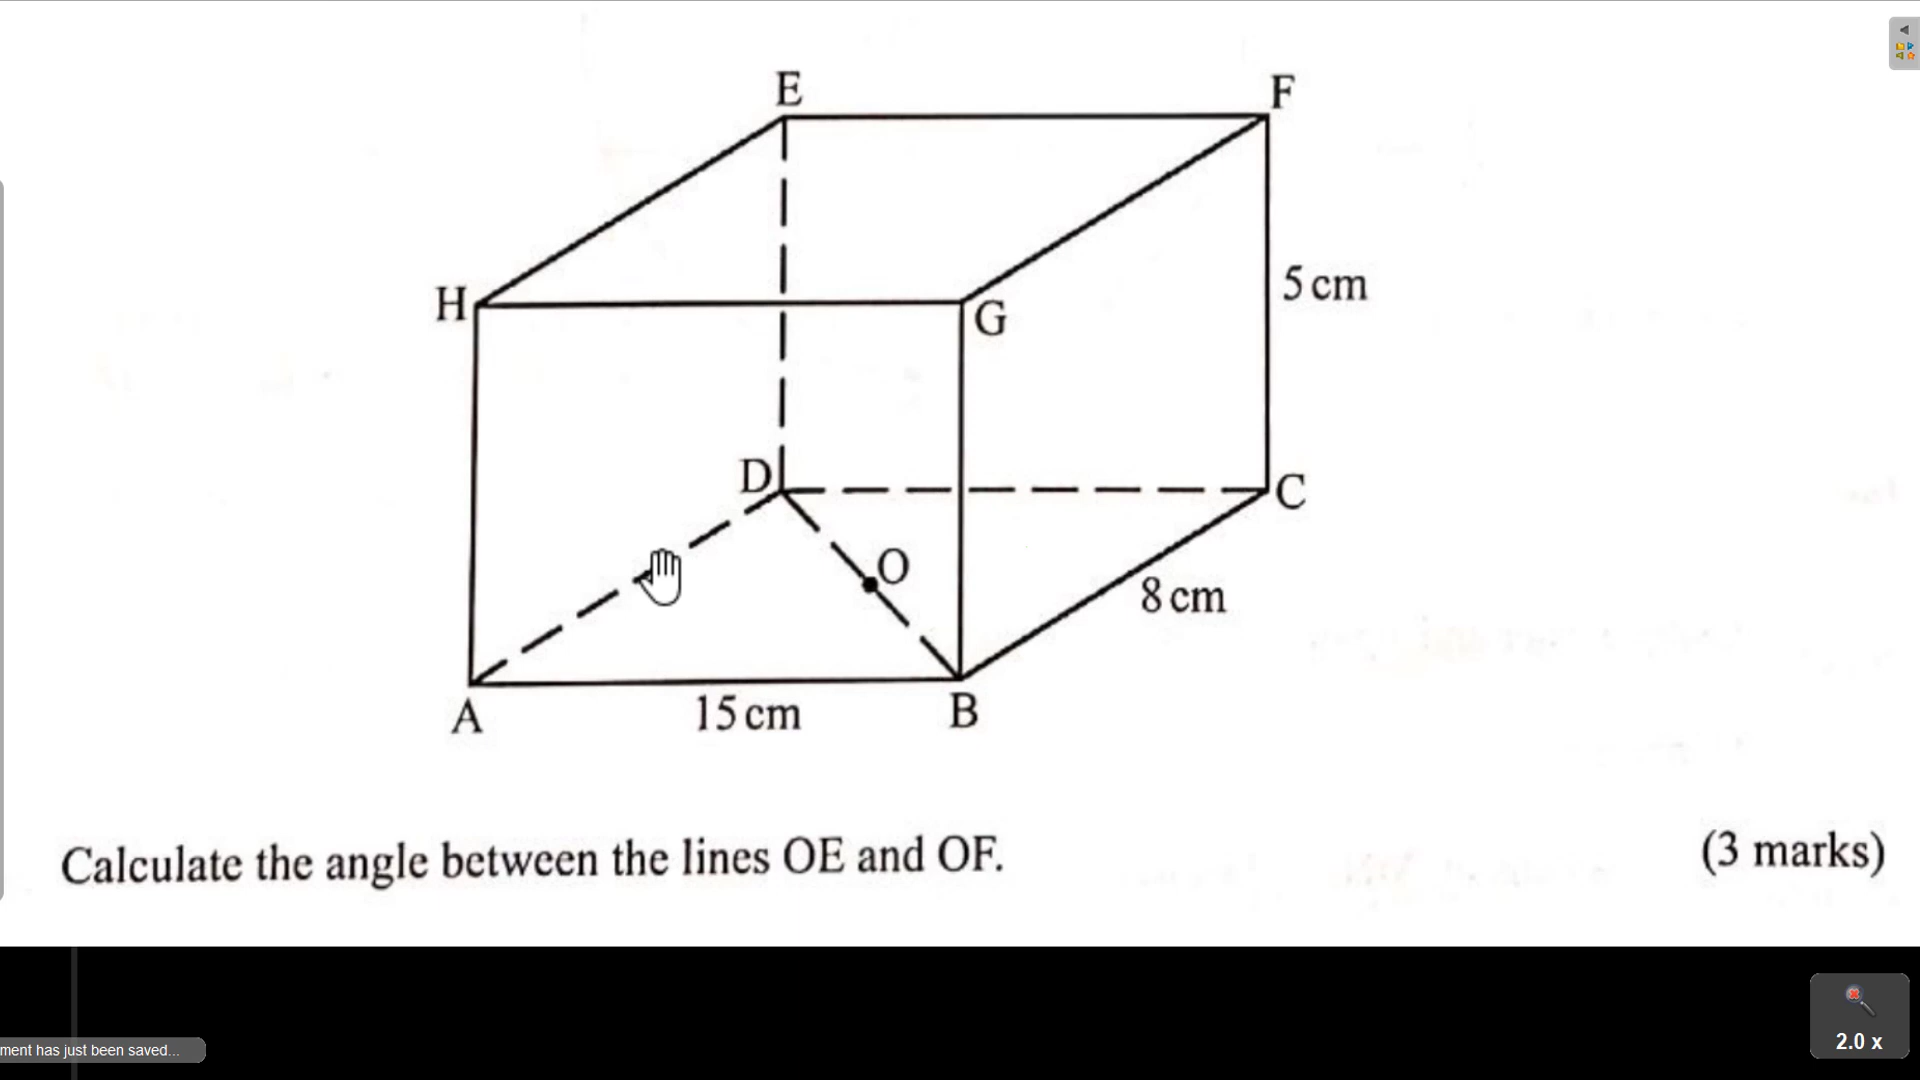 E
F
H
G
5 cm
D
C
O
8 cm
A
15 cm
B
Calculate the angle between the lines OE and OF.
(3 marks)
2.0 x
ment has just been saved...